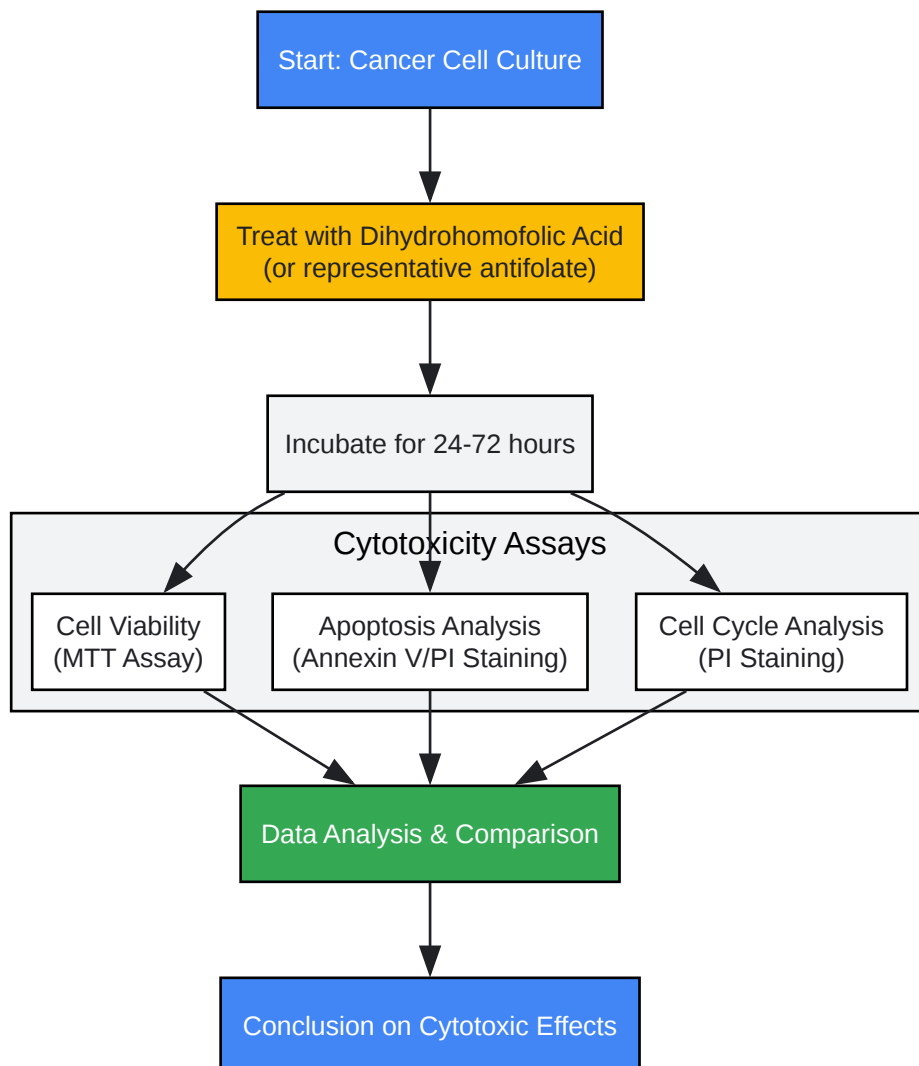 Start: Cancer Cell Culture
Treat with Dihydrohomofolic Acid
(or representative antifolate)
Incubate for 24-72 hours
Cytotoxicity Assays
Cell Viability
(MTT Assay)
Apoptosis Analysis
(Annexin V/PI Staining)
Cell Cycle Analysis
(PI Staining)
Data Analysis & Comparison
Conclusion on Cytotoxic Effects